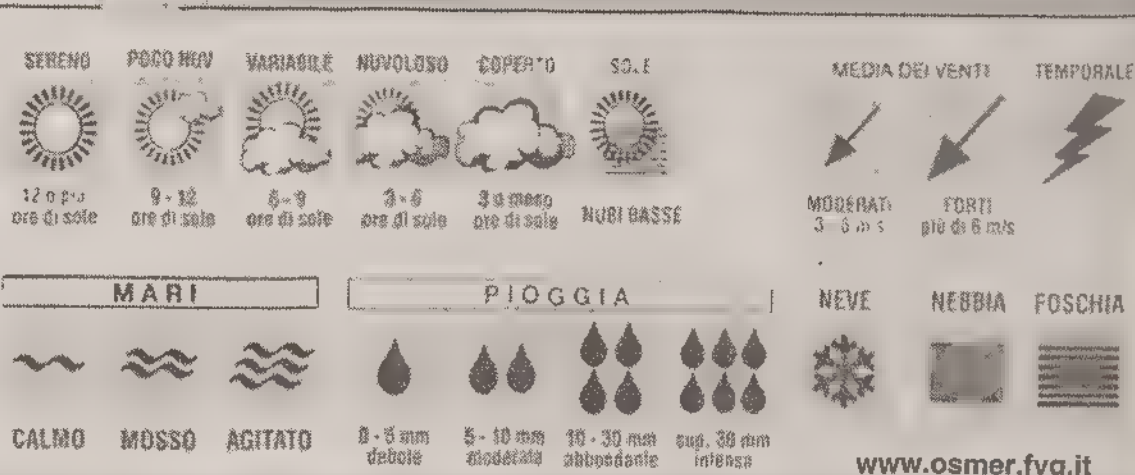 SERENO POCO NUV VARIABILE NUVOLOSO COPERTO SOLE
12 o più
ore di sole
9 - 12
ore di sole
6 - 9
ore di sole
3 - 6
ore di sole
3 o meno
ore di sole
NUBI BASSE
MEDIA DEI VENTI TEMPORALE
MODERATI
3 - 6 m/s
FORTI
più di 6 m/s
MARI
CALMO MOSSO AGITATO
PIOGGIA
0 - 5 mm
debole
5 - 10 mm
moderata
10 - 30 mm
abbondante
sup. 30 mm
intensa
NEVE NEBBIA FOSCHIA
www.osmer.fvg.it